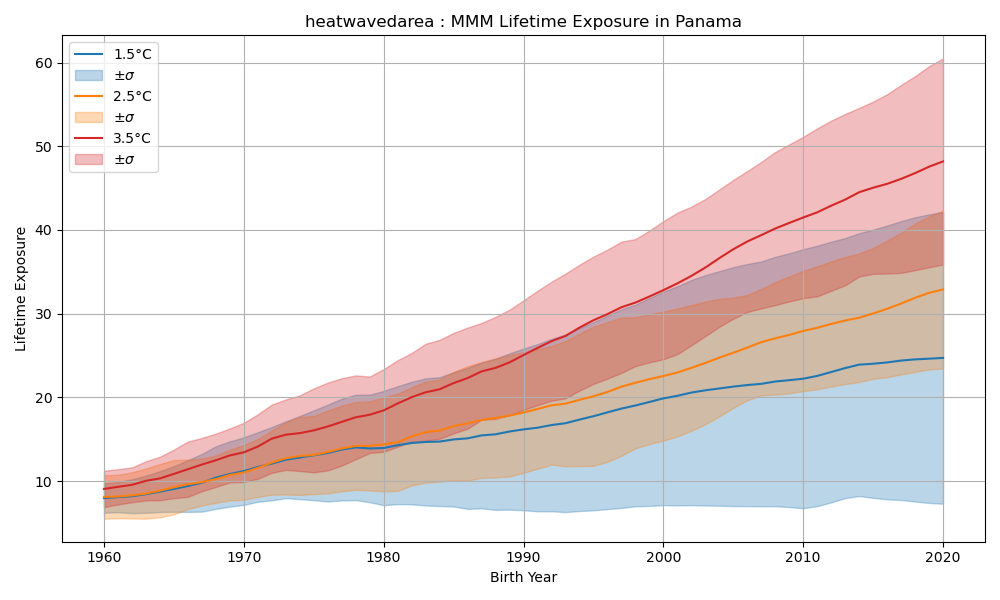 heatwavedarea : MMM Lifetime Exposure in Panama
1.5°C
±σ
2.5°C
±σ
3.5°C
±σ
60
50
40
30
20
10
Lifetime Exposure
1960 1970 1980 1990 2000 2010 2020
Birth Year